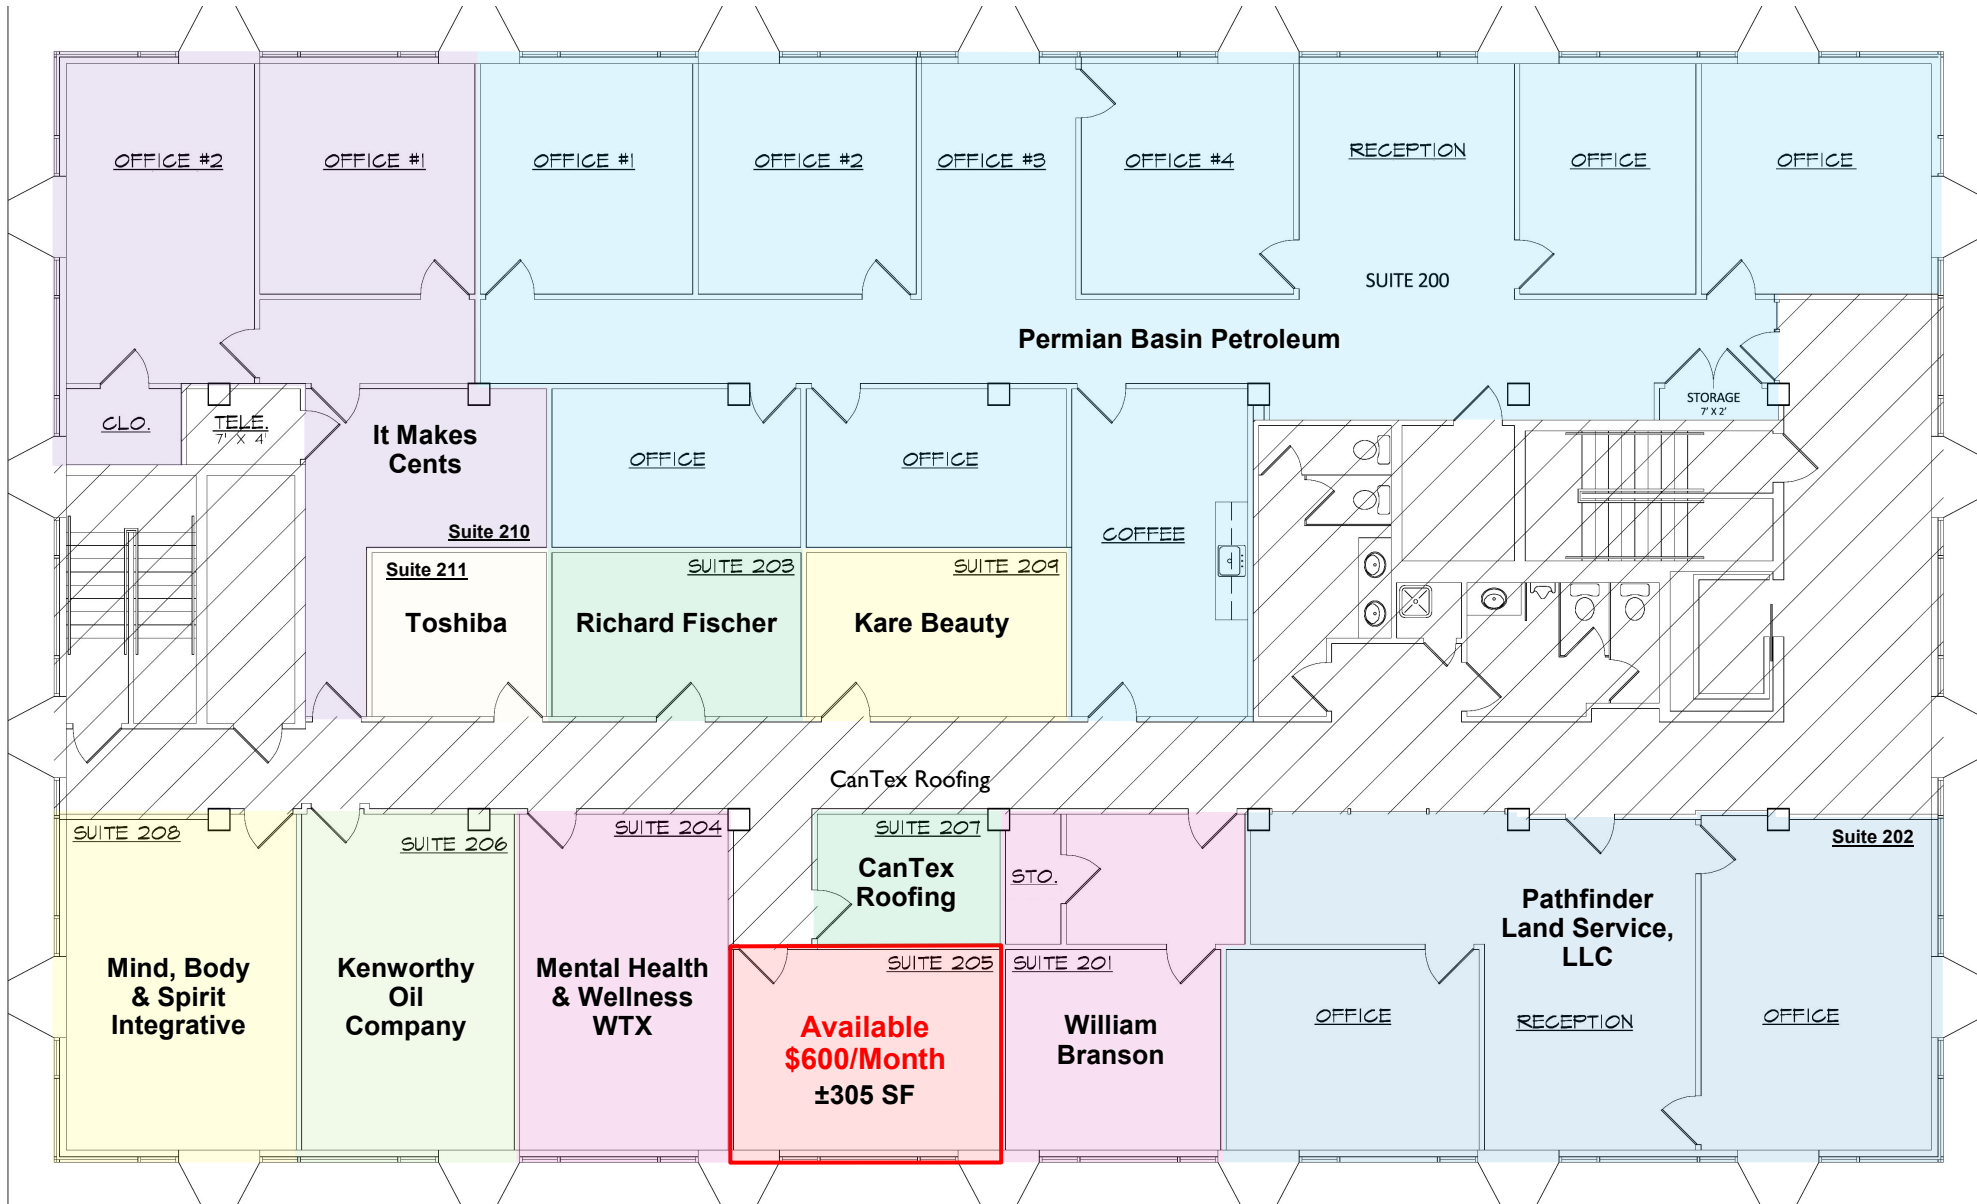 OFFICE #2
OFFICE #1
OFFICE #1
OFFICE #2
OFFICE #3
OFFICE #4
RECEPTION
OFFICE
OFFICE
SUITE 200
Permian Basin Petroleum
STORAGE
7' X 2'
CLO.
TELE.
7' X 4'
It Makes
Cents
Suite 210
OFFICE
OFFICE
COFFEE
Suite 211
Toshiba
SUITE 203
Richard Fischer
SUITE 209
Kare Beauty
CanTex Roofing
SUITE 208
Mind, Body
& Spirit
Integrative
SUITE 206
Kenworthy
Oil
Company
SUITE 204
Mental Health
& Wellness
WTX
SUITE 207
CanTex
Roofing
STO.
SUITE 205
Available
$600/Month
±305 SF
SUITE 201
William
Branson
Suite 202
Pathfinder
Land Service,
LLC
OFFICE
RECEPTION
OFFICE